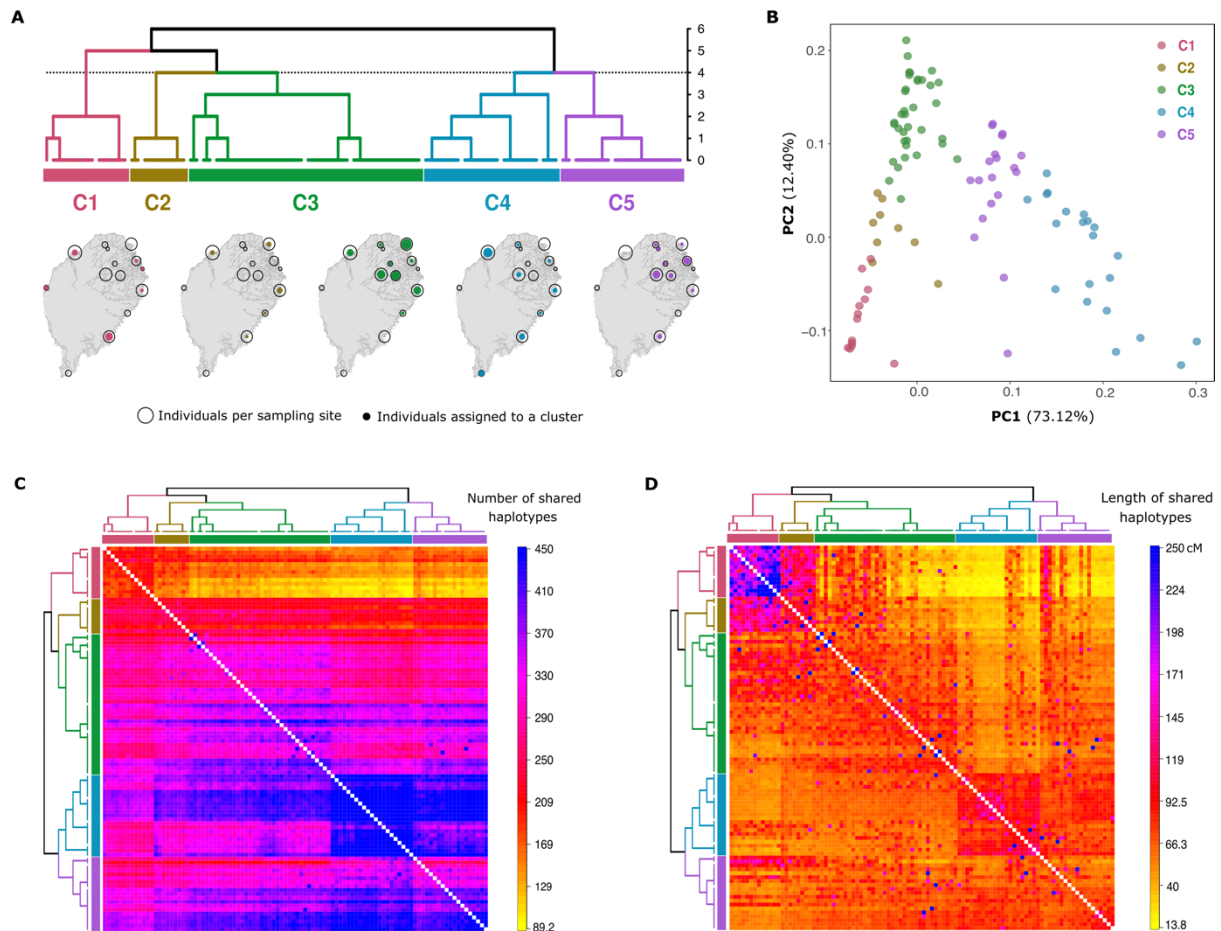 A
6
5
4
3
2
1
0
C1
C2
C3
C4
C5
Individuals per sampling site
Individuals assigned to a cluster
B
C1
C2
C3
C4
C5
PC2 (12.40%)
0.2
0.1
0.0
−0.1
0.0
0.1
0.2
0.3
PC1 (73.12%)
C
Number of shared
haplotypes
450
410
370
330
290
250
209
169
129
89.2
D
Length of shared
haplotypes
250 cM
224
198
171
145
119
92.5
66.3
40
13.8